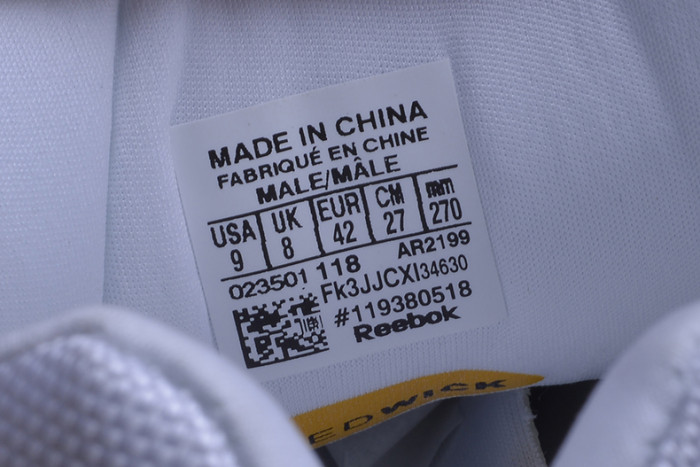 MADE IN CHINA
FABRIQUÉ EN CHINE
MALE/MÂLE
USA UK EUR CM mm
9 8 42 27 270
023501 118 AR2199
Fk3JJCXI34630
#119380518
Reebok
EDWICK